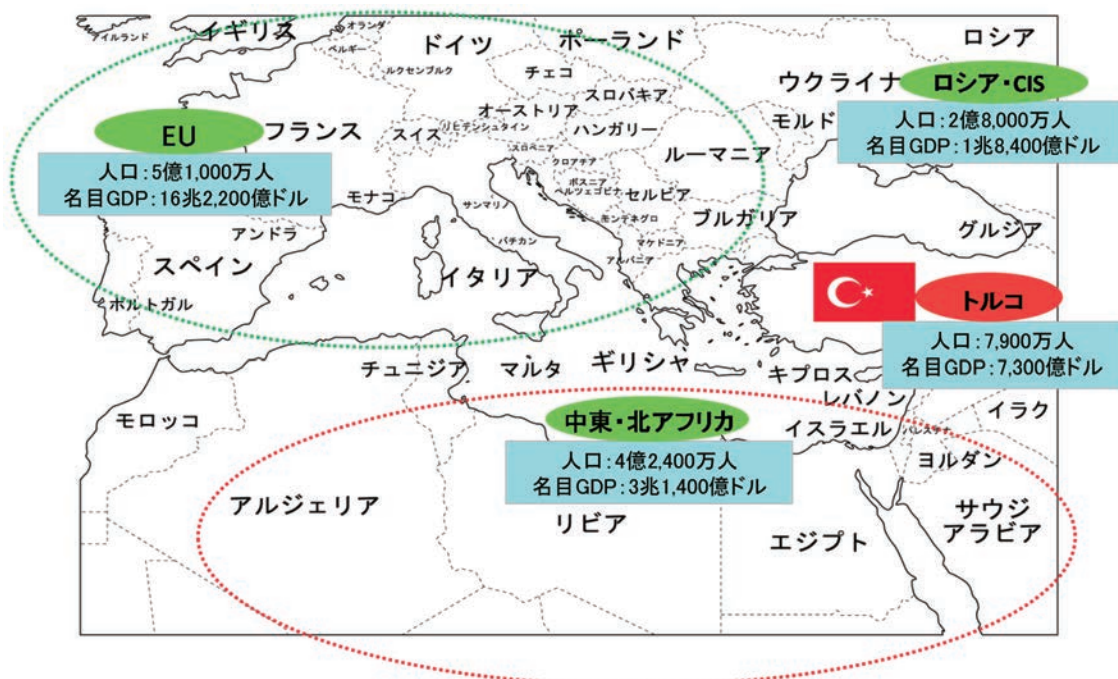 アイルランド
イギリス
オランダ
ベルギー
ルクセンブルク
ドイツ
ポーランド
ロシア
チェコ
スロバキア
ウクライナ
ロシア・CIS
人口：2億8,000万人
名目GDP：1兆8,400億ドル
EU
人口：5億1,000万人
名目GDP：16兆2,200億ドル
フランス
スイス
リヒテンシュタイン
オーストリア
ハンガリー
モルド
スロベニア
クロアチア
ルーマニア
ボスニア
ヘルツェゴビナ
セルビア
モナコ
サンマリノ
モンテネグロ
ブルガリア
グルジア
アンドラ
バチカン
マケドニア
アルバニア
スペイン
イタリア
ポルトガル
トルコ
人口：7,900万人
名目GDP：7,300億ドル
チュニジア
マルタ
ギリシャ
キプロス
レバノン
モロッコ
中東・北アフリカ
人口：4億2,400万人
名目GDP：3兆1,400億ドル
イスラエル
パレスチナ
イラク
ヨルダン
アルジェリア
リビア
エジプト
サウジ
アラビア